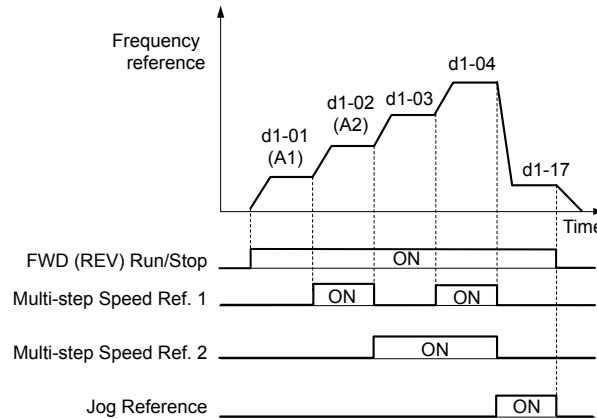 Frequency
reference
d1-01
(A1)
d1-02
(A2)
d1-03
d1-04
d1-17
Time
FWD (REV) Run/Stop
ON
Multi-step Speed Ref. 1
ON
ON
Multi-step Speed Ref. 2
ON
Jog Reference
ON